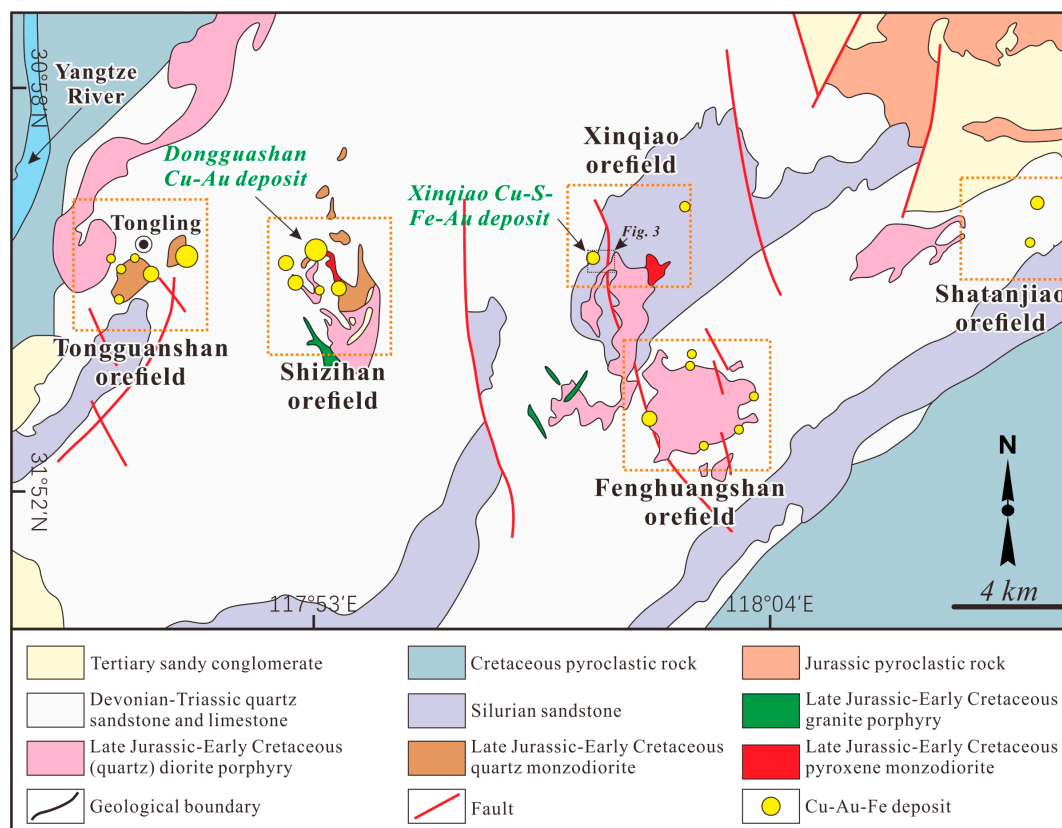 30°58′N
Yangtze
River
Dongguashan
Cu-Au deposit
Xinqiao
orefield
Xinqiao Cu-S-
Fe-Au deposit
Fig. 3
Tongling
Tongguanshan
orefield
Shizihan
orefield
Shatanjiao
orefield
Fenghuangshan
orefield
31°52′N
N
117°53′E
118°04′E
4 km
Tertiary sandy conglomerate
Cretaceous pyroclastic rock
Jurassic pyroclastic rock
Devonian-Triassic quartz
sandstone and limestone
Silurian sandstone
Late Jurassic-Early Cretaceous
granite porphyry
Late Jurassic-Early Cretaceous
(quartz) diorite porphyry
Late Jurassic-Early Cretaceous
quartz monzodiorite
Late Jurassic-Early Cretaceous
pyroxene monzodiorite
Geological boundary
Fault
Cu-Au-Fe deposit